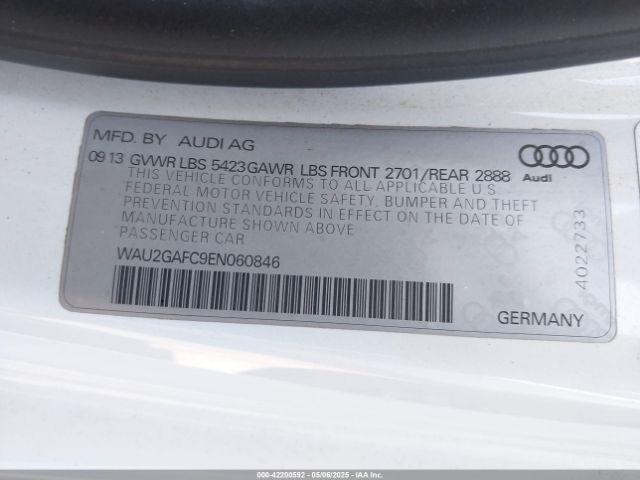 MFD. BY AUDI AG
09 13 GVWR LBS 5423 GAWR LBS FRONT 2701/REAR 2888
THIS VEHICLE CONFORMS TO ALL APPLICABLE U.S.
FEDERAL MOTOR VEHICLE SAFETY, BUMPER AND THEFT
PREVENTION STANDARDS IN EFFECT ON THE DATE OF
MANUFACTURE SHOWN ABOVE
PASSENGER CAR
WAU2GAFC9EN060846
Audi
4022733
GERMANY
000-42200592 - 05/06/2025 - IAA Inc.